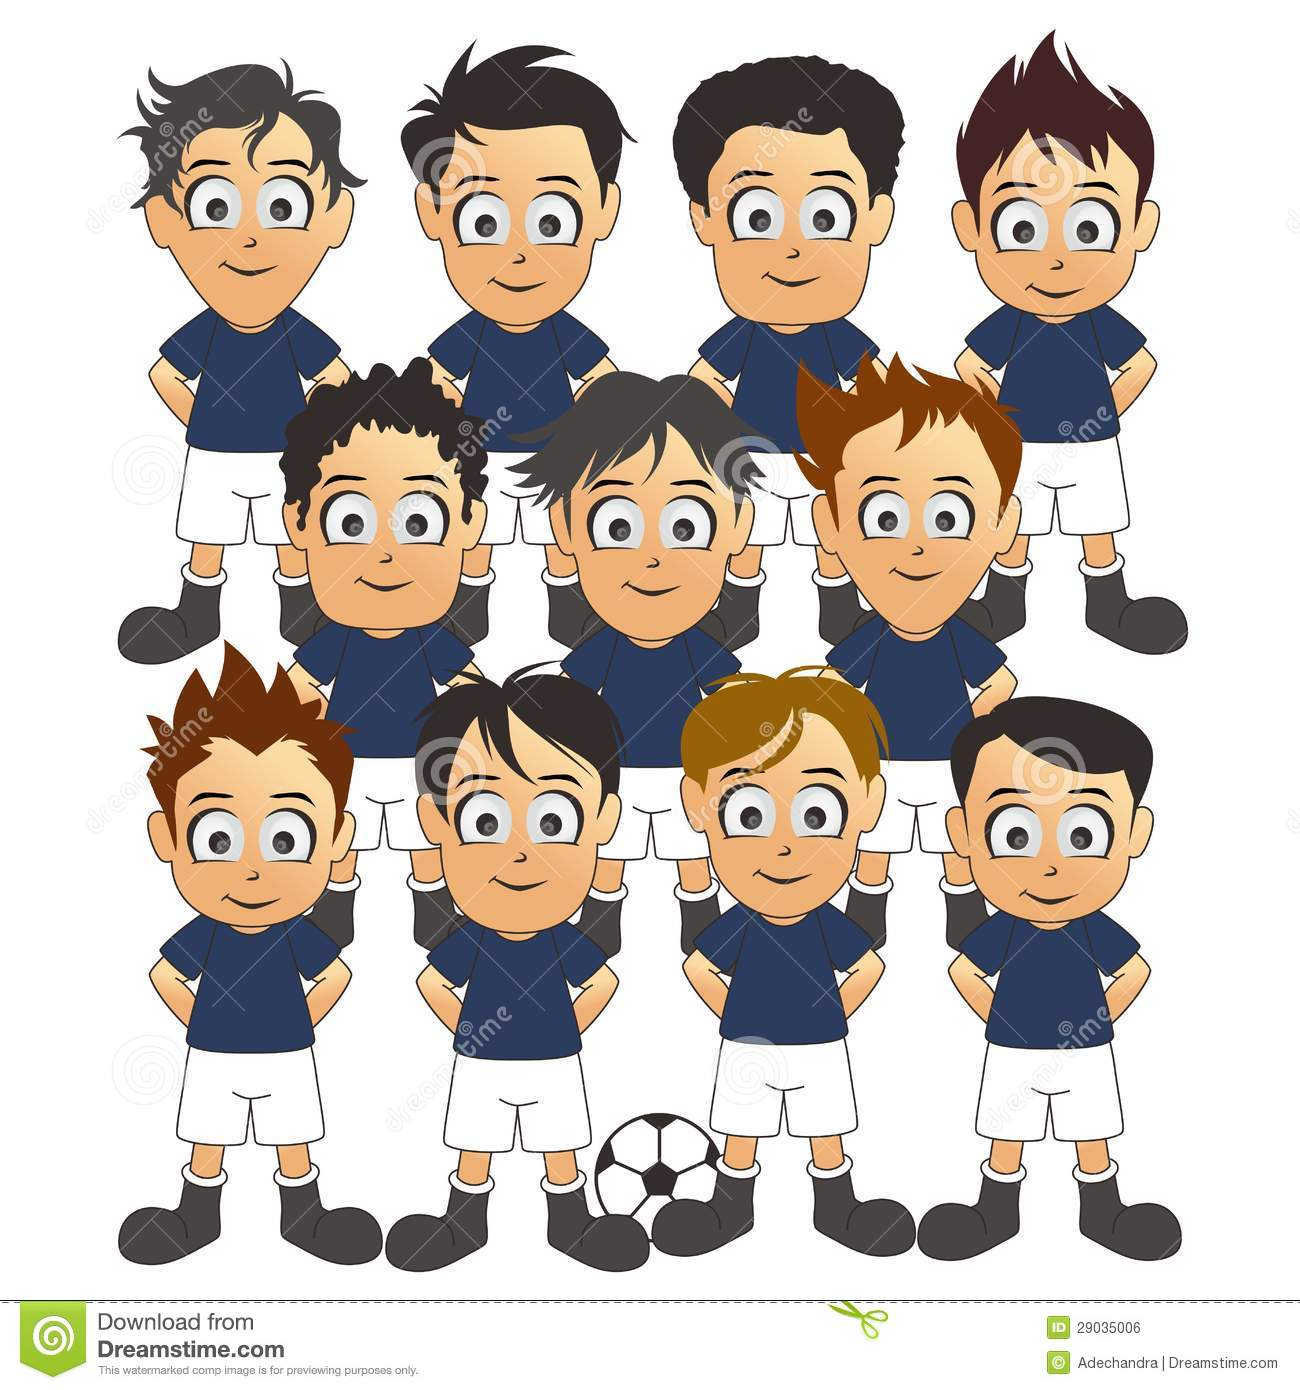 Download from
Dreamstime.com
This watermarked comp image is for previewing purposes only.
ID 29035006
© Adechandra | Dreamstime.com